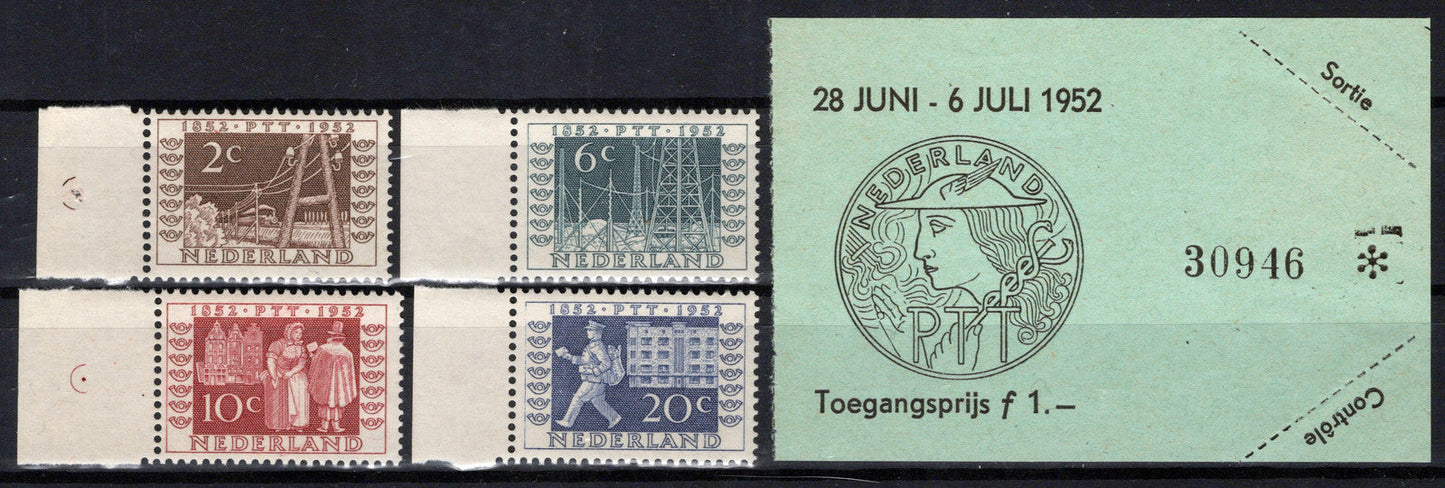 1852·PTT·1952
2c
NEDERLAND
1852·PTT·1952
6c
NEDERLAND
1852·PTT·1952
10c
NEDERLAND
1852·PTT·1952
20c
NEDERLAND
28 JUNI - 6 JULI 1952
NEDERLAND
PTT
Toegangsprijs f 1.—
30946 *
Sortie
Contrôle